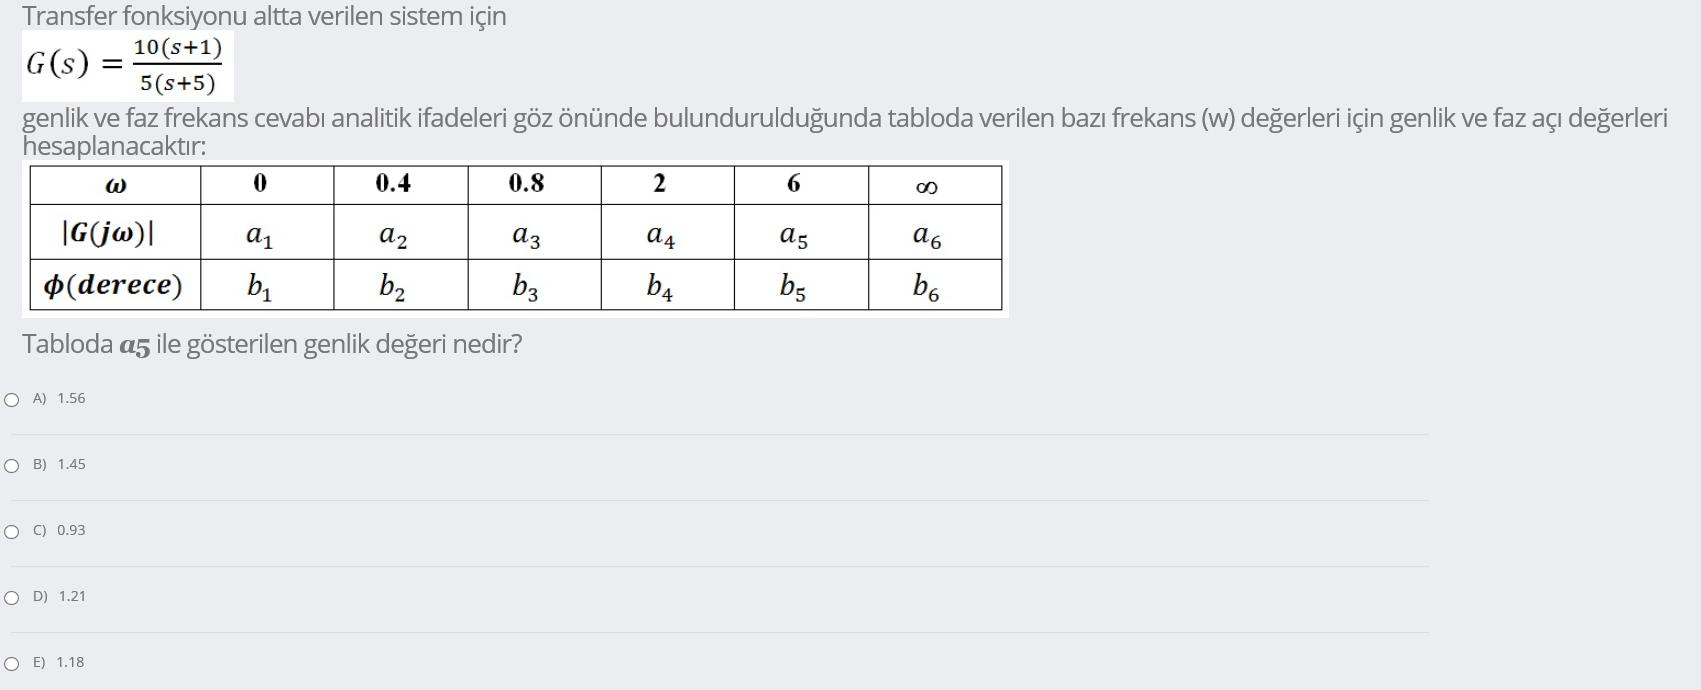 Transfer fonksiyonu altta verilen sistem için
G(s) = 10(s+1) / 5(s+5)
genlik ve faz frekans cevabı analitik ifadeleri göz önünde bulundurulduğunda tabloda verilen bazı frekans (w) değerleri için genlik ve faz açı değerleri
hesaplanacaktır:
ω 0 0.4 0.8 2 6 ∞
|G(jω)| a₁ a₂ a₃ a₄ a₅ a₆
ϕ(derece) b₁ b₂ b₃ b₄ b₅ b₆
Tabloda a5 ile gösterilen genlik değeri nedir?
A) 1.56
B) 1.45
C) 0.93
D) 1.21
E) 1.18